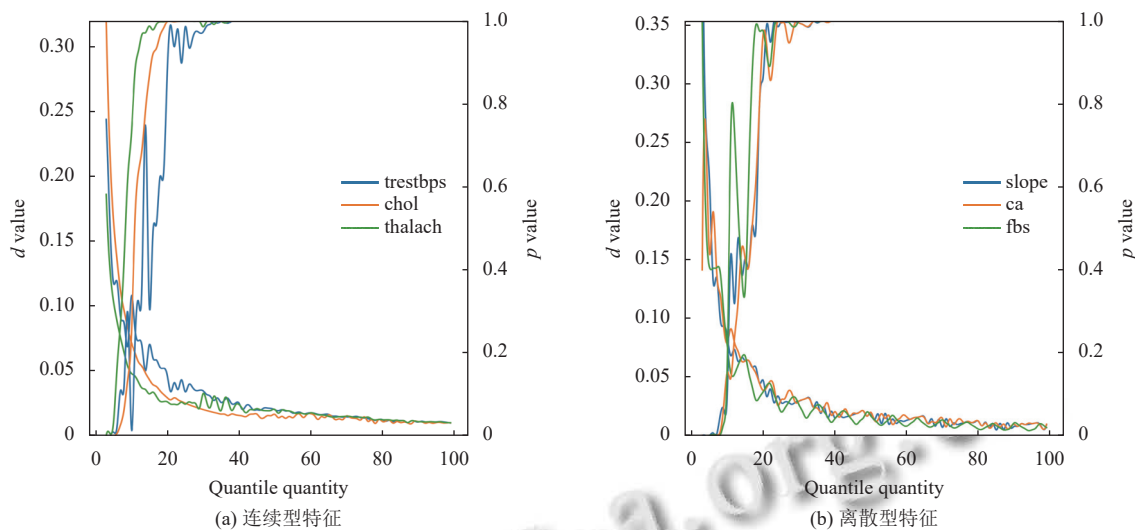 0.30
0.25
0.20
0.15
0.10
0.05
0
d value
1.0
0.8
0.6
0.4
0.2
0
p value
trestbps
chol
thalach
0 20 40 60 80 100
Quantile quantity
(a) 连续型特征
0.35
0.30
0.25
0.20
0.15
0.10
0.05
0
d value
1.0
0.8
0.6
0.4
0.2
0
p value
slope
ca
fbs
0 20 40 60 80 100
Quantile quantity
(b) 离散型特征